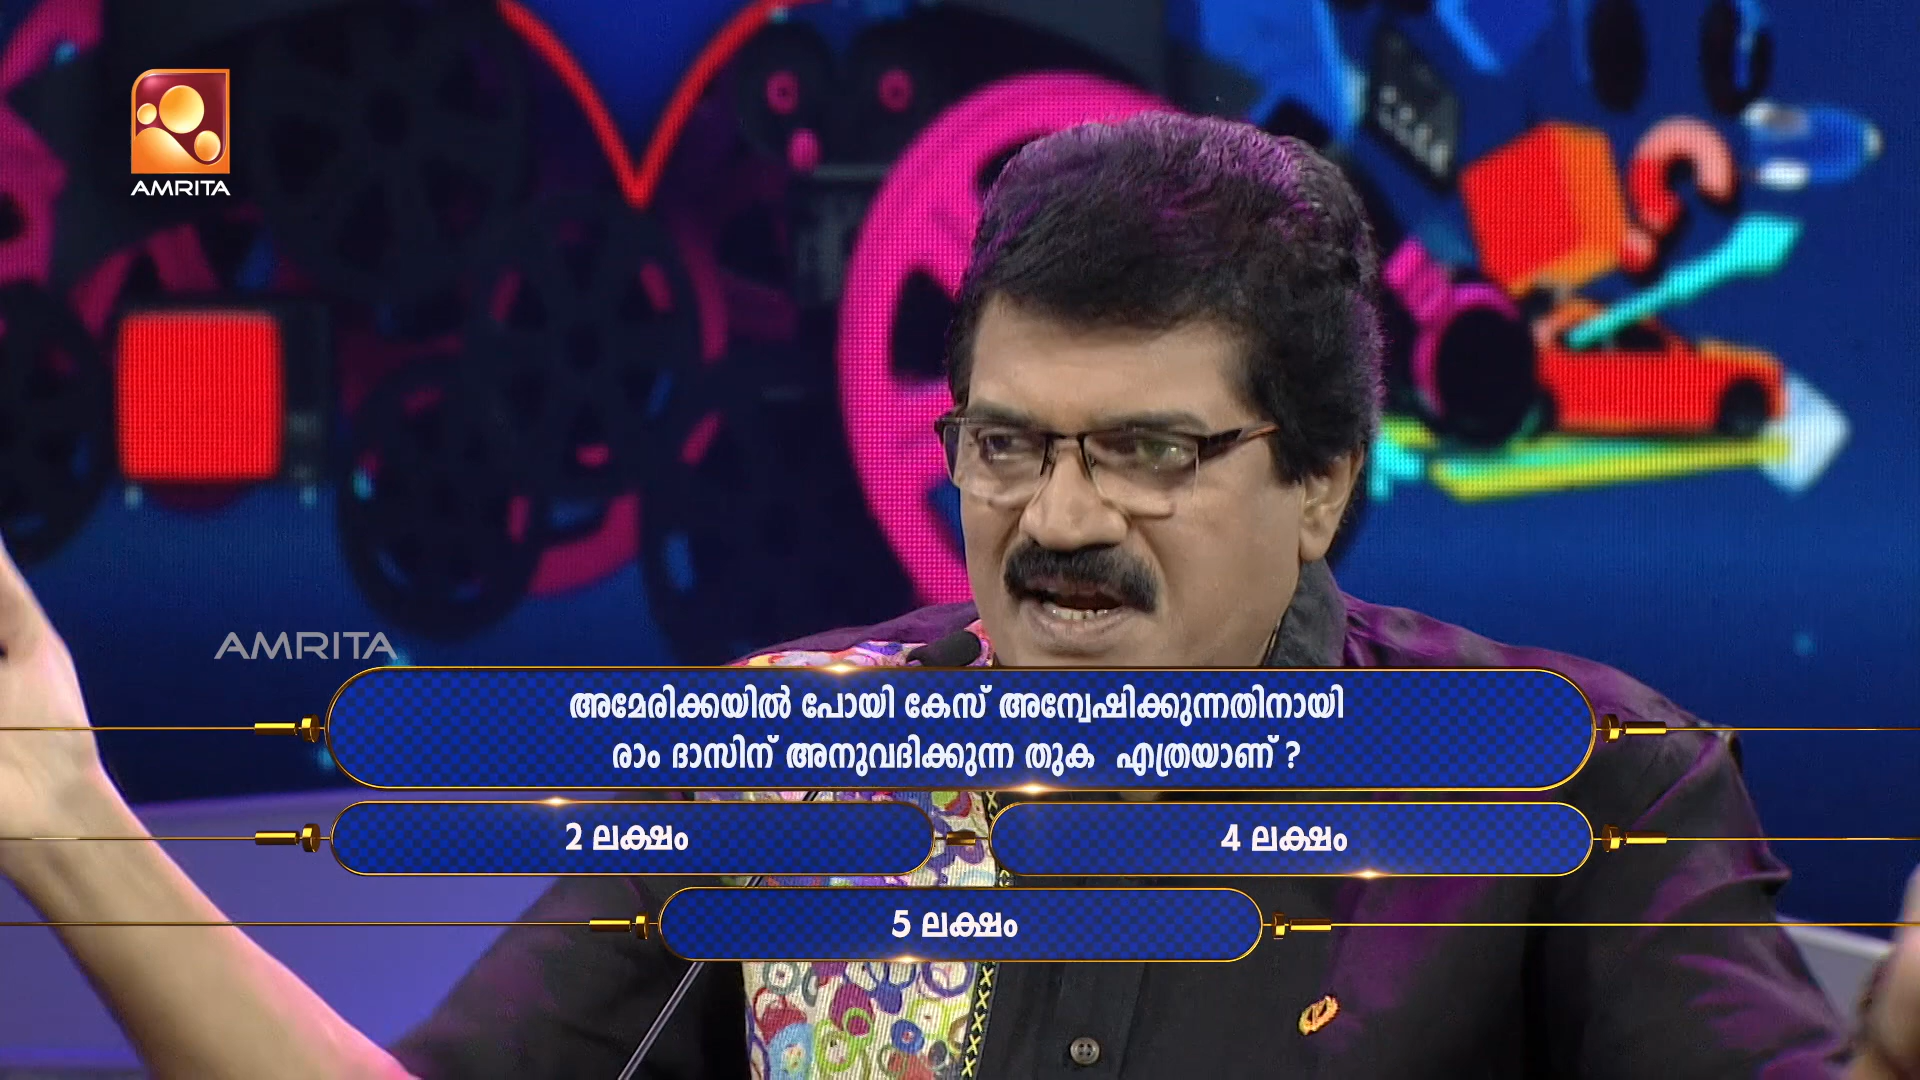 AMRITA
AMRITA
അമേരിക്കയിൽ പോയി കേസ് അന്വേഷിക്കുന്നതിനായി
രാം ദാസിന് അനുവദിക്കുന്ന തുക എത്രയാണ് ?
2 ലക്ഷം
4 ലക്ഷം
5 ലക്ഷം